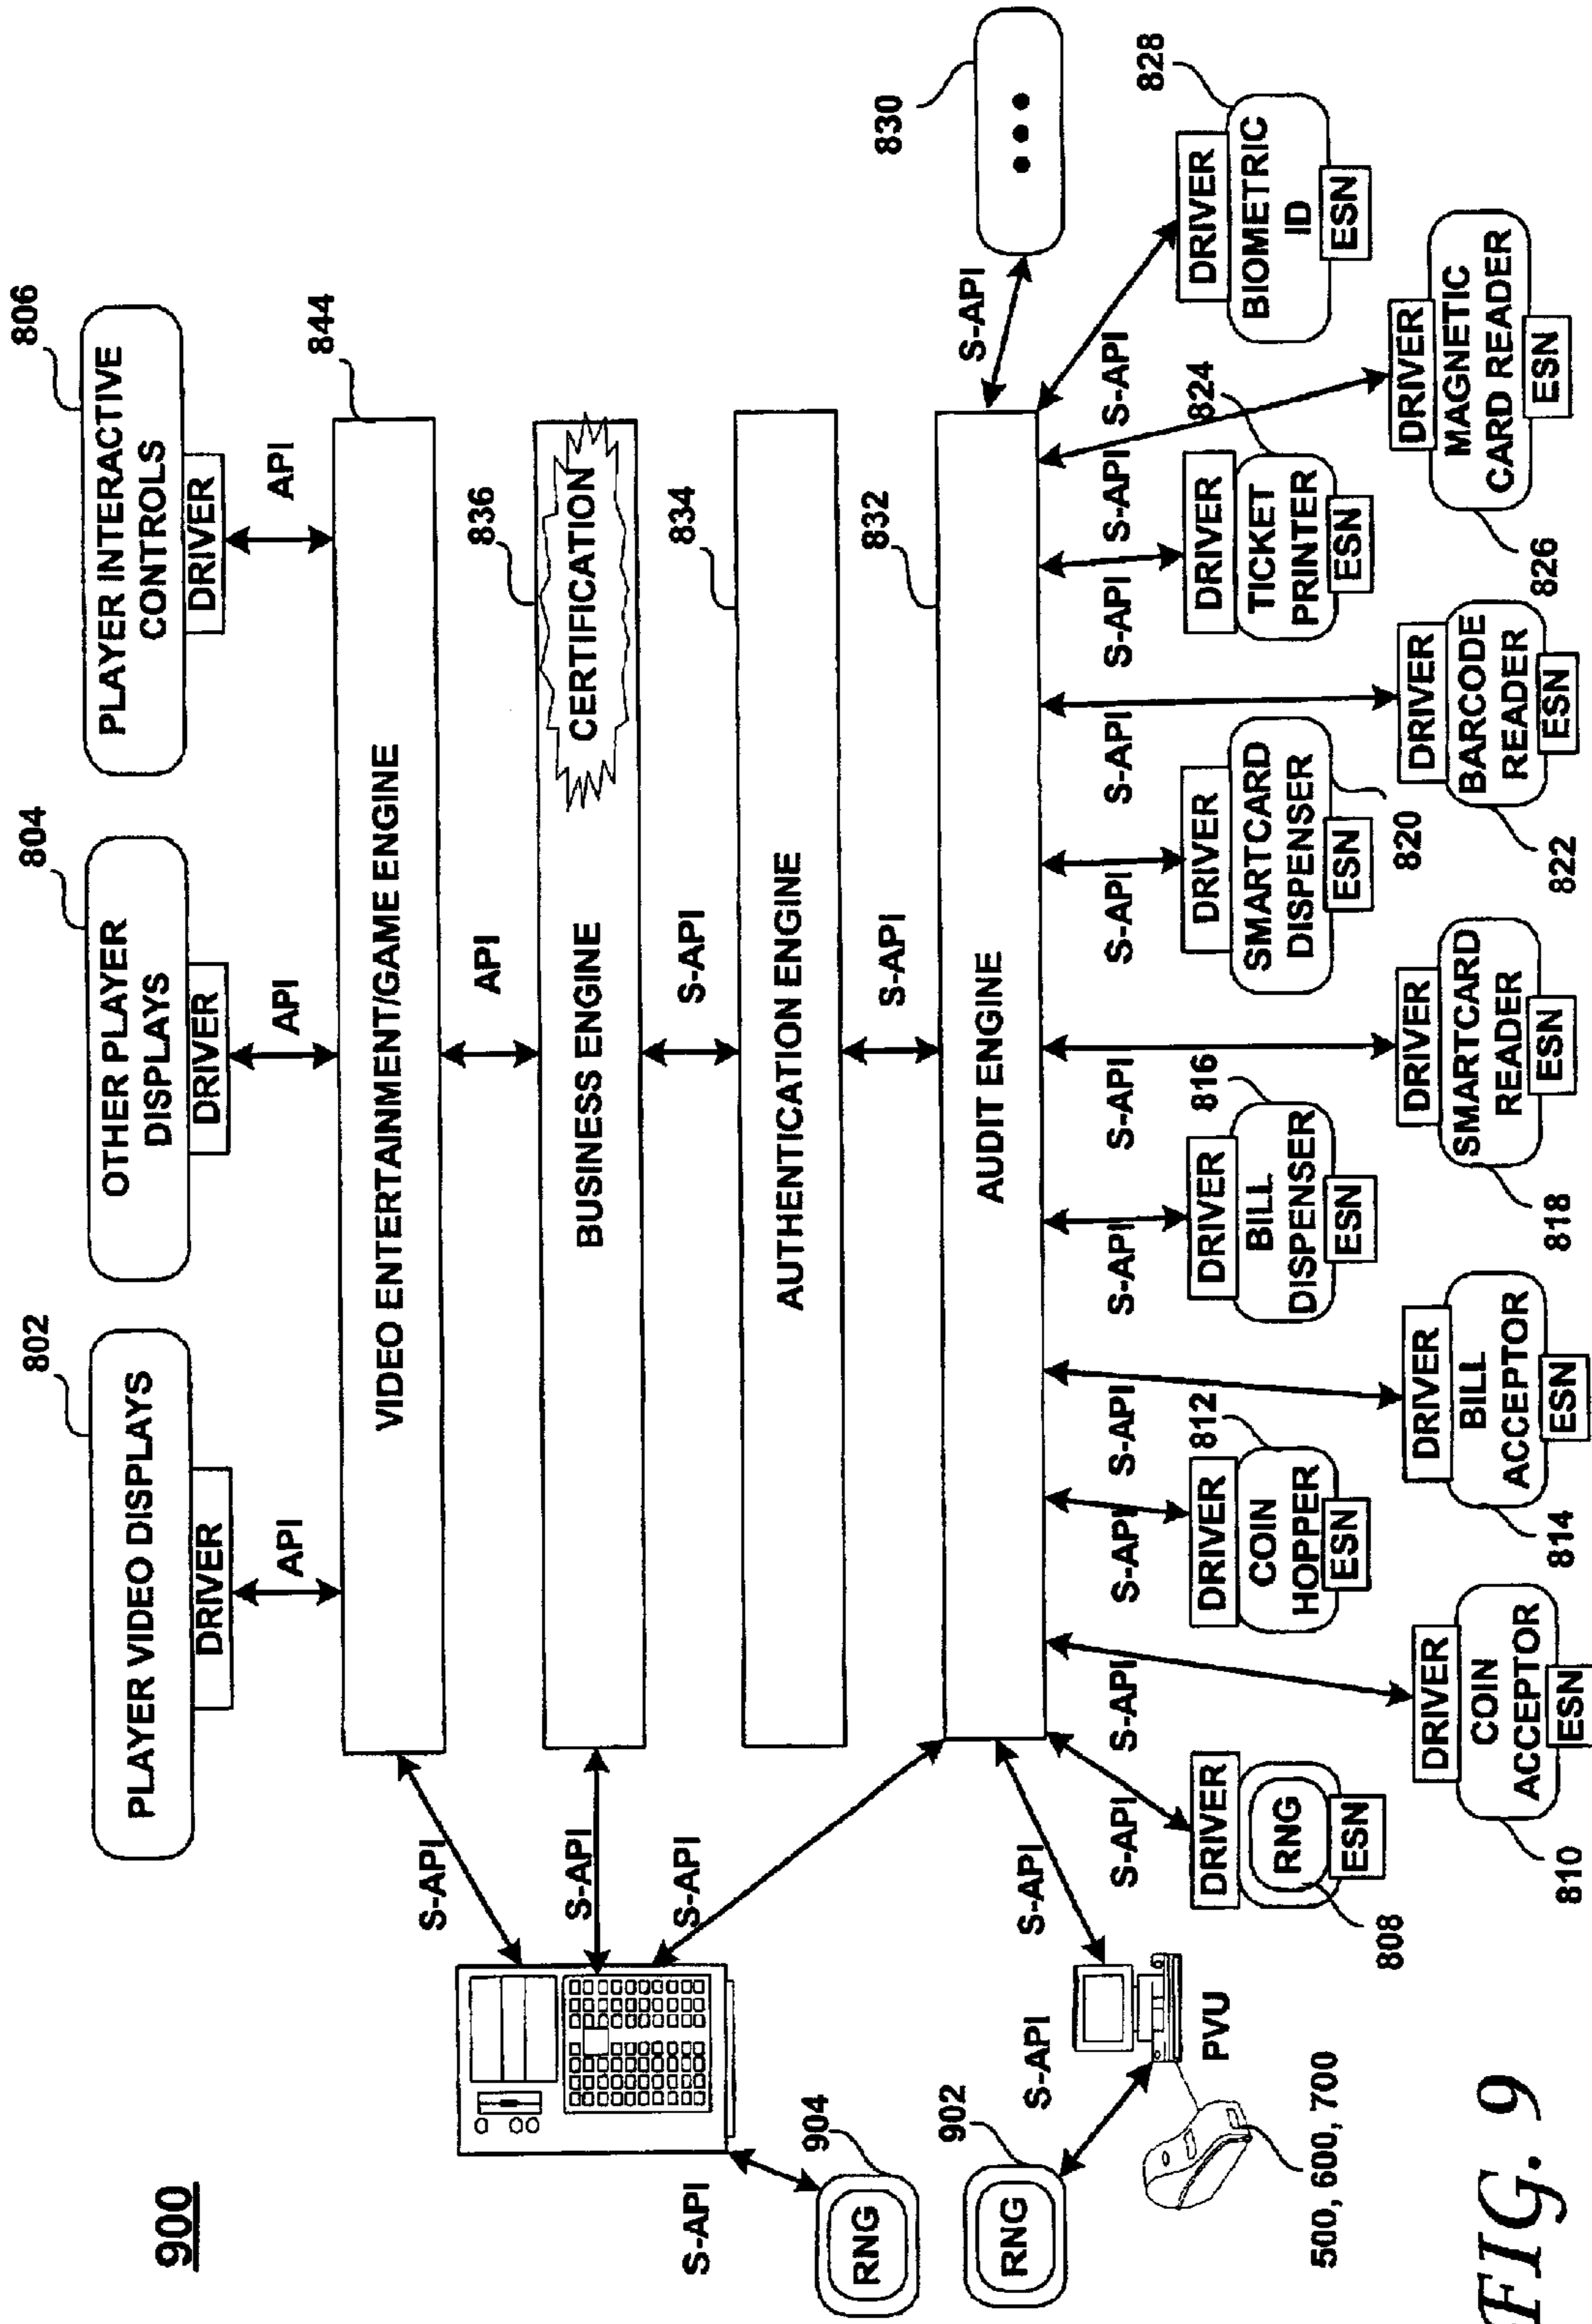 900
802
PLAYER VIDEO DISPLAYS
DRIVER
API
804
OTHER PLAYER
DISPLAYS
DRIVER
API
806
PLAYER INTERACTIVE
CONTROLS
DRIVER
API
844
VIDEO ENTERTAINMENT/GAME ENGINE
API
836
BUSINESS ENGINE
CERTIFICATION
S-API
834
AUTHENTICATION ENGINE
S-API
832
AUDIT ENGINE
S-API
S-API
S-API
S-API
904
RNG
902
RNG
S-API
S-API
PVU
500, 600, 700
S-API
830
S-API
DRIVER
RNG
ESN
808
S-API
DRIVER
COIN
ACCEPTOR
ESN
810
S-API
812
DRIVER
COIN
HOPPER
ESN
S-API
DRIVER
BILL
ACCEPTOR
ESN
814
S-API
816
DRIVER
BILL
DISPENSER
ESN
S-API
DRIVER
SMARTCARD
READER
ESN
818
S-API
DRIVER
SMARTCARD
DISPENSER
ESN
820
S-API
DRIVER
BARCODE
READER
ESN
822
S-API
824
DRIVER
TICKET
PRINTER
ESN
S-API
DRIVER
MAGNETIC
CARD READER
ESN
826
S-API
828
DRIVER
BIOMETRIC
ID
ESN
FIG. 9